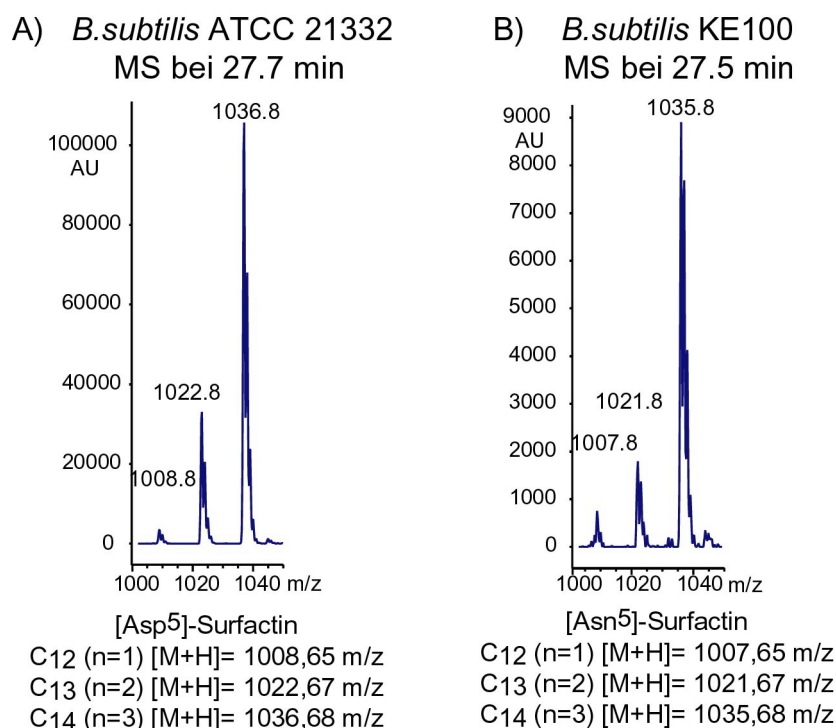 A) B.subtilis ATCC 21332
MS bei 27.7 min
1036.8
100000
AU
80000
60000
40000
1022.8
20000
1008.8
0
1000 1020 1040 m/z
[Asp5]-Surfactin
C12 (n=1) [M+H]= 1008,65 m/z
C13 (n=2) [M+H]= 1022,67 m/z
C14 (n=3) [M+H]= 1036,68 m/z
B) B.subtilis KE100
MS bei 27.5 min
1035.8
9000
AU
8000
7000
6000
5000
4000
3000
1021.8
2000
1007.8
1000
0
1000 1020 1040 m/z
[Asn5]-Surfactin
C12 (n=1) [M+H]= 1007,65 m/z
C13 (n=2) [M+H]= 1021,67 m/z
C14 (n=3) [M+H]= 1035,68 m/z